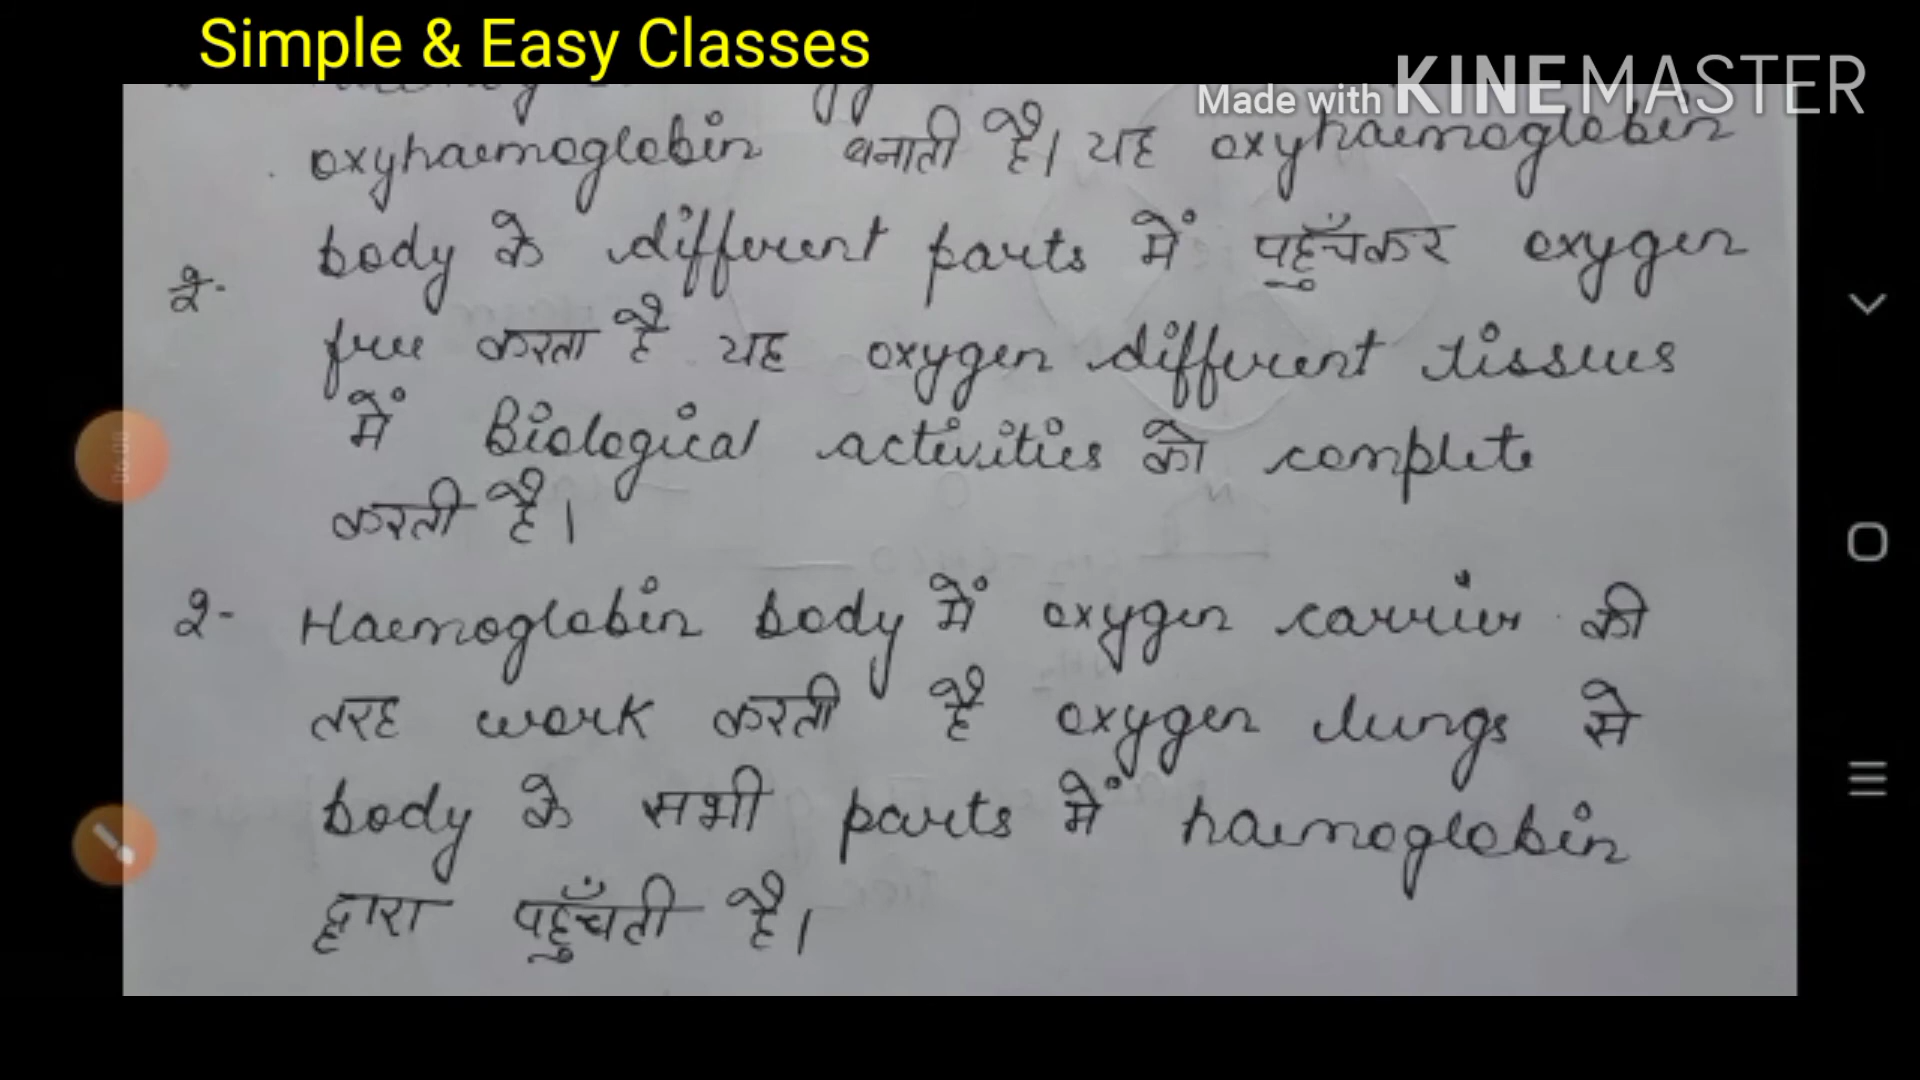 Simple & Easy Classes
Made with KINEMASTER
oxyhaemoglobin बनाती है। यह oxyhaemoglobin
body के different parts में पहुँचकर oxygen
2-
free करता है यह oxygen different tissues
में Biological activities को complete
करती है।
2- Haemoglobin body में oxygen carrier की
तरह work करती है oxygen lungs से
body के सभी parts में haemoglobin
द्वारा पहुँचती है।